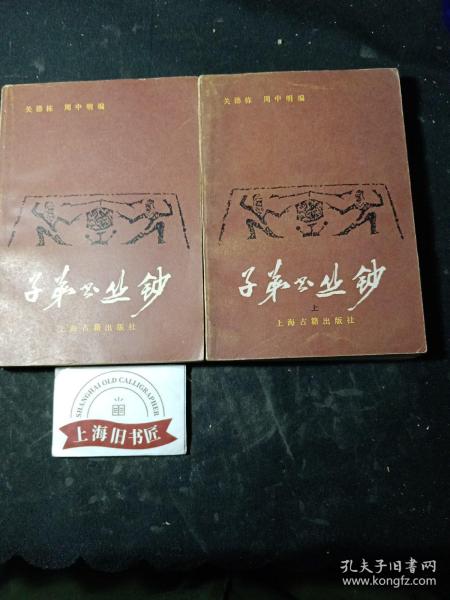 关德栋 周中明编
子弟书丛钞
上海古籍出版社
关德栋 周中明编
子弟书丛钞
上
上海古籍出版社
SHANGHAI OLD CALLIGRAPHER
上海旧书匠
孔夫子旧书网
www.kongfz.com